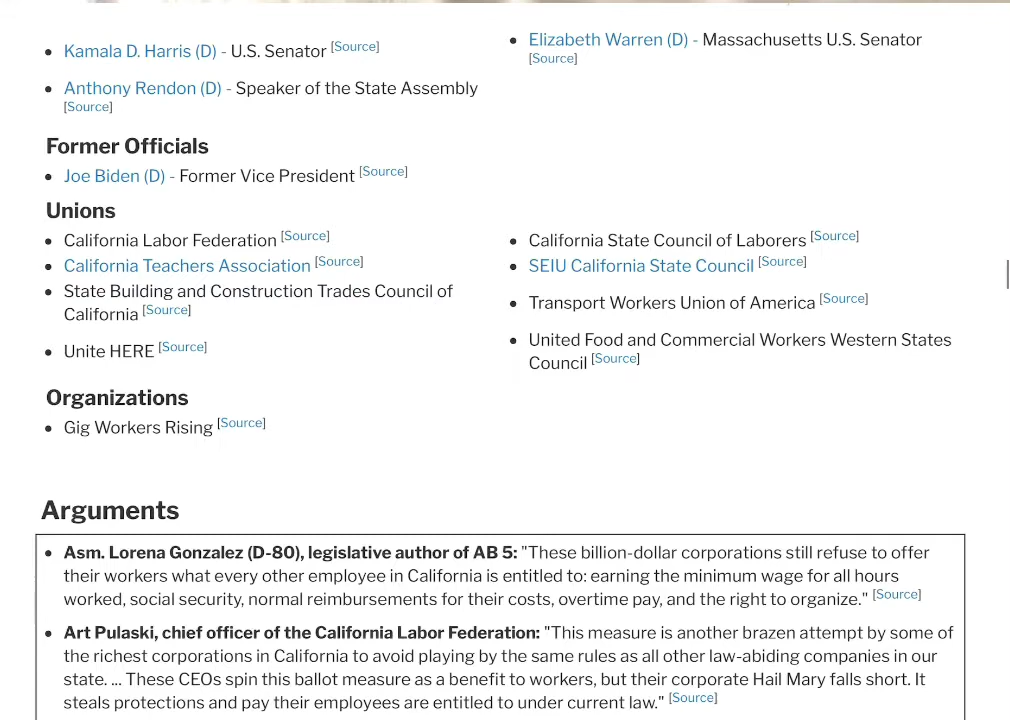 Kamala D. Harris (D) - U.S. Senator [Source]
Anthony Rendon (D) - Speaker of the State Assembly
[Source]
Elizabeth Warren (D) - Massachusetts U.S. Senator
[Source]
Former Officials
Joe Biden (D) - Former Vice President [Source]
Unions
California Labor Federation [Source]
California Teachers Association [Source]
State Building and Construction Trades Council of
California [Source]
Unite HERE [Source]
California State Council of Laborers [Source]
SEIU California State Council [Source]
Transport Workers Union of America [Source]
United Food and Commercial Workers Western States
Council [Source]
Organizations
Gig Workers Rising [Source]
Arguments
Asm. Lorena Gonzalez (D-80), legislative author of AB 5: "These billion-dollar corporations still refuse to offer
their workers what every other employee in California is entitled to: earning the minimum wage for all hours
worked, social security, normal reimbursements for their costs, overtime pay, and the right to organize." [Source]
Art Pulaski, chief officer of the California Labor Federation: "This measure is another brazen attempt by some of
the richest corporations in California to avoid playing by the same rules as all other law-abiding companies in our
state. ... These CEOs spin this ballot measure as a benefit to workers, but their corporate Hail Mary falls short. It
steals protections and pay their employees are entitled to under current law." [Source]